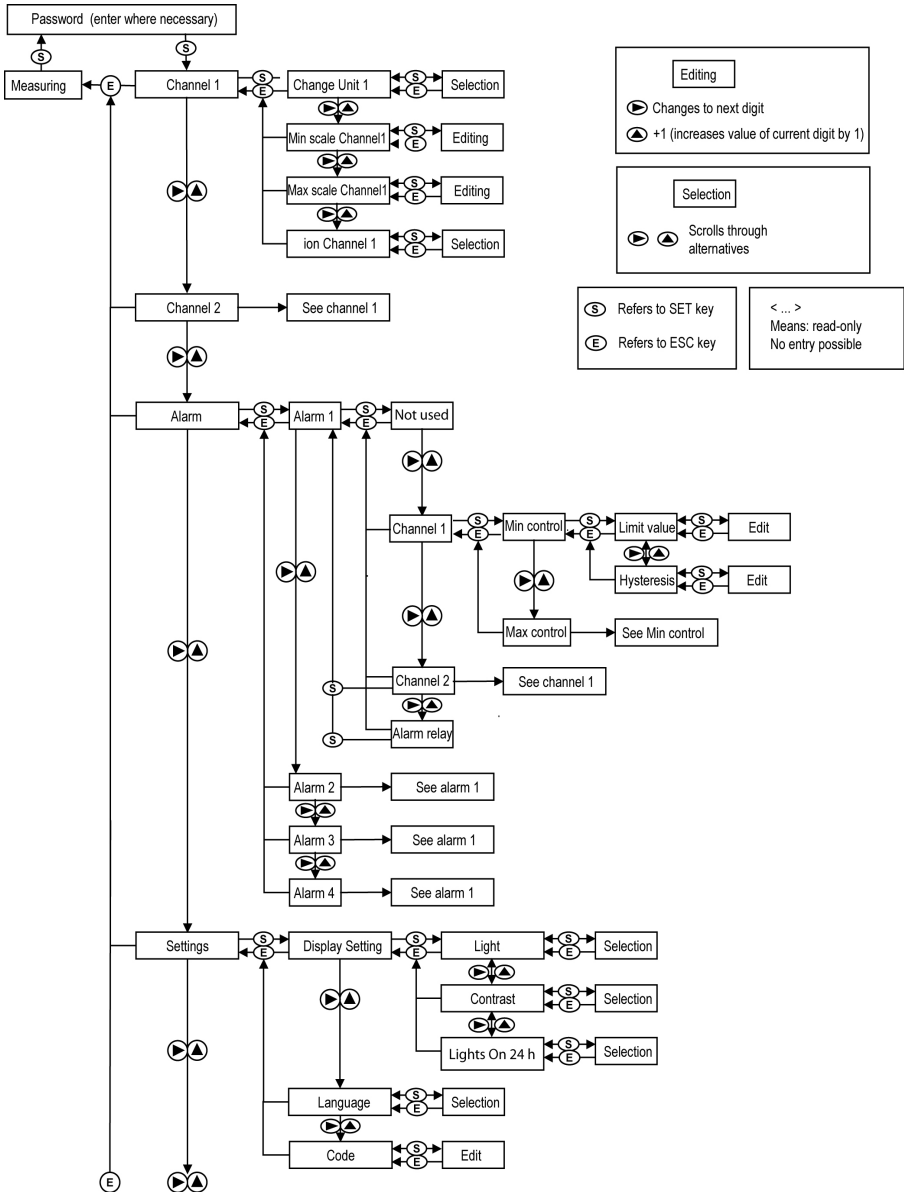 Password (enter where necessary)
S
S
Measuring
E
Channel 1
S
E
Change Unit 1
S
E
Selection
Min scale Channel1
S
E
Editing
Max scale Channel1
S
E
Editing
ion Channel 1
S
E
Selection
Editing
Changes to next digit
+1 (increases value of current digit by 1)
Selection
Scrolls through
alternatives
S Refers to SET key
E Refers to ESC key
< ... >
Means: read-only
No entry possible
Channel 2
See channel 1
Alarm
S
E
Alarm 1
S
E
Not used
Channel 1
S
E
Min control
S
E
Limit value
S
E
Edit
Hysteresis
S
E
Edit
Max control
See Min control
Channel 2
See channel 1
S
Alarm relay
S
Alarm 2
See alarm 1
Alarm 3
See alarm 1
Alarm 4
See alarm 1
Settings
S
E
Display Setting
S
E
Light
S
E
Selection
Contrast
S
E
Selection
Lights On 24 h
S
E
Selection
Language
S
E
Selection
Code
S
E
Edit
E